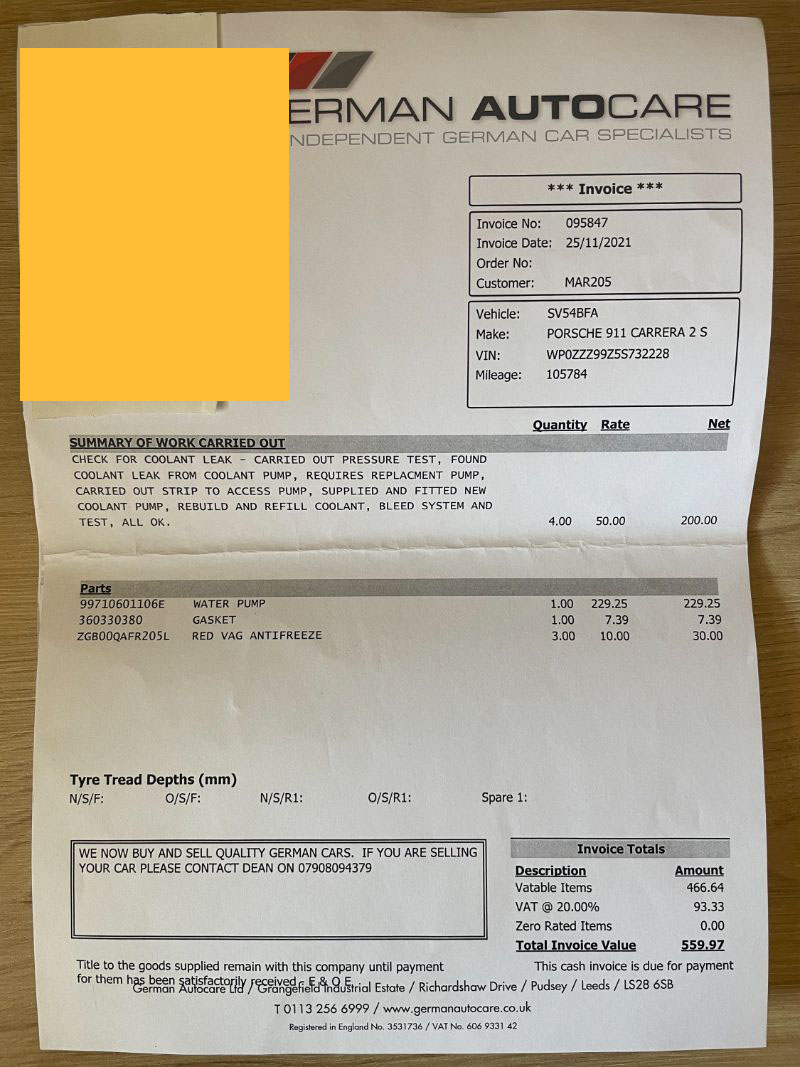 ERMAN AUTOCARE
NDEPENDENT GERMAN CAR SPECIALISTS
*** Invoice ***
Invoice No: 095847
Invoice Date: 25/11/2021
Order No:
Customer: MAR205
Vehicle: SV54BFA
Make: PORSCHE 911 CARRERA 2 S
VIN: WP0ZZZ99Z5S732228
Mileage: 105784
Quantity Rate Net
SUMMARY OF WORK CARRIED OUT
CHECK FOR COOLANT LEAK - CARRIED OUT PRESSURE TEST, FOUND
COOLANT LEAK FROM COOLANT PUMP, REQUIRES REPLACMENT PUMP,
CARRIED OUT STRIP TO ACCESS PUMP, SUPPLIED AND FITTED NEW
COOLANT PUMP, REBUILD AND REFILL COOLANT, BLEED SYSTEM AND
TEST, ALL OK. 4.00 50.00 200.00
Parts
99710601106E WATER PUMP 1.00 229.25 229.25
360330380 GASKET 1.00 7.39 7.39
ZGB00QAFR205L RED VAG ANTIFREEZE 3.00 10.00 30.00
Tyre Tread Depths (mm)
N/S/F: O/S/F: N/S/R1: O/S/R1: Spare 1:
WE NOW BUY AND SELL QUALITY GERMAN CARS. IF YOU ARE SELLING
YOUR CAR PLEASE CONTACT DEAN ON 07908094379
Invoice Totals
Description Amount
Vatable Items 466.64
VAT @ 20.00% 93.33
Zero Rated Items 0.00
Total Invoice Value 559.97
Title to the goods supplied remain with this company until payment
for them has been satisfactorily received - E & O E
This cash invoice is due for payment
German Autocare Ltd / Grangefield Industrial Estate / Richardshaw Drive / Pudsey / Leeds / LS28 6SB
T 0113 256 6999 / www.germanautocare.co.uk
Registered in England No. 3531736 / VAT No. 606 9331 42